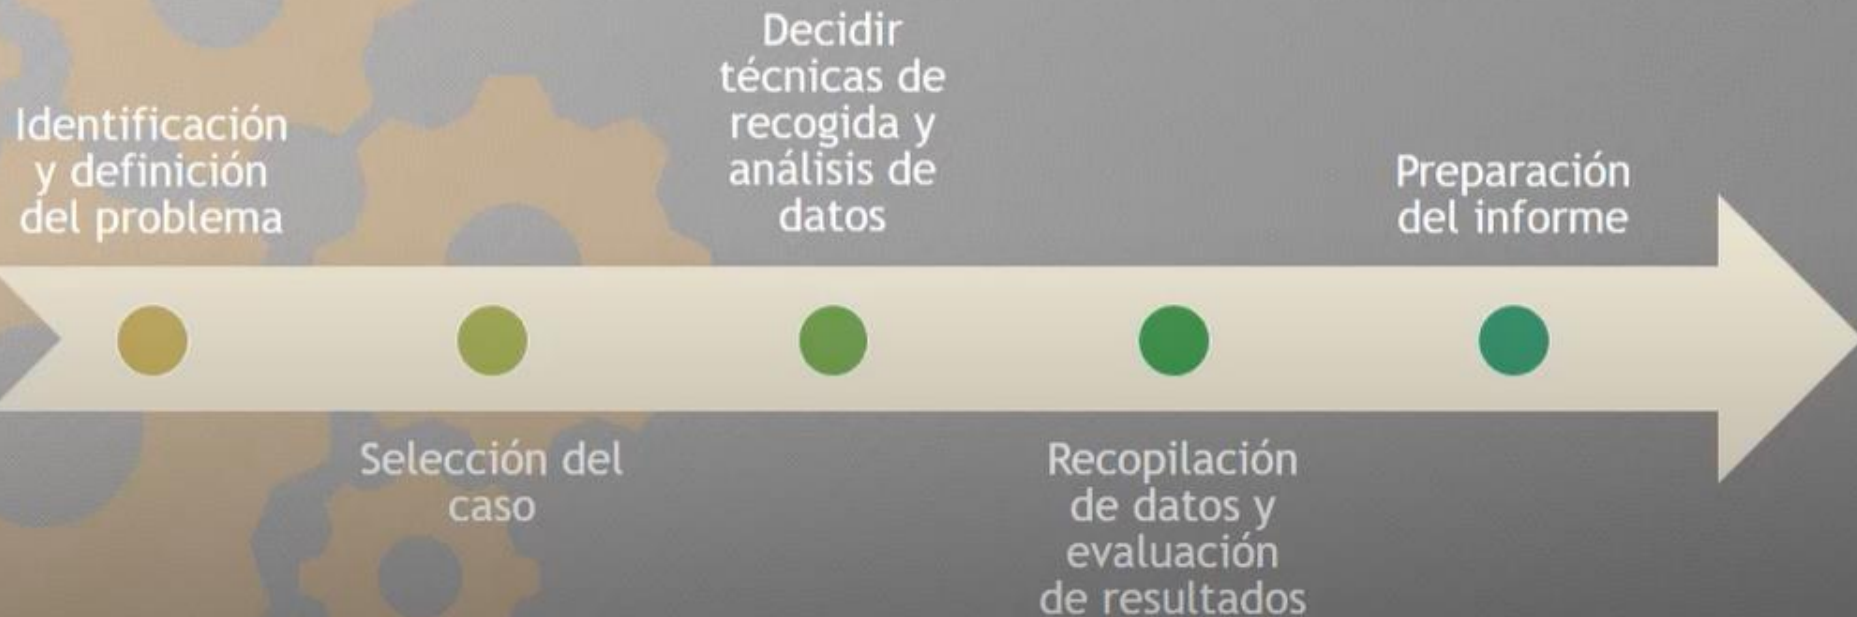 Identificación
y definición
del problema
Selección del
caso
Decidir
técnicas de
recogida y
análisis de
datos
Recopilación
de datos y
evaluación
de resultados
Preparación
del informe